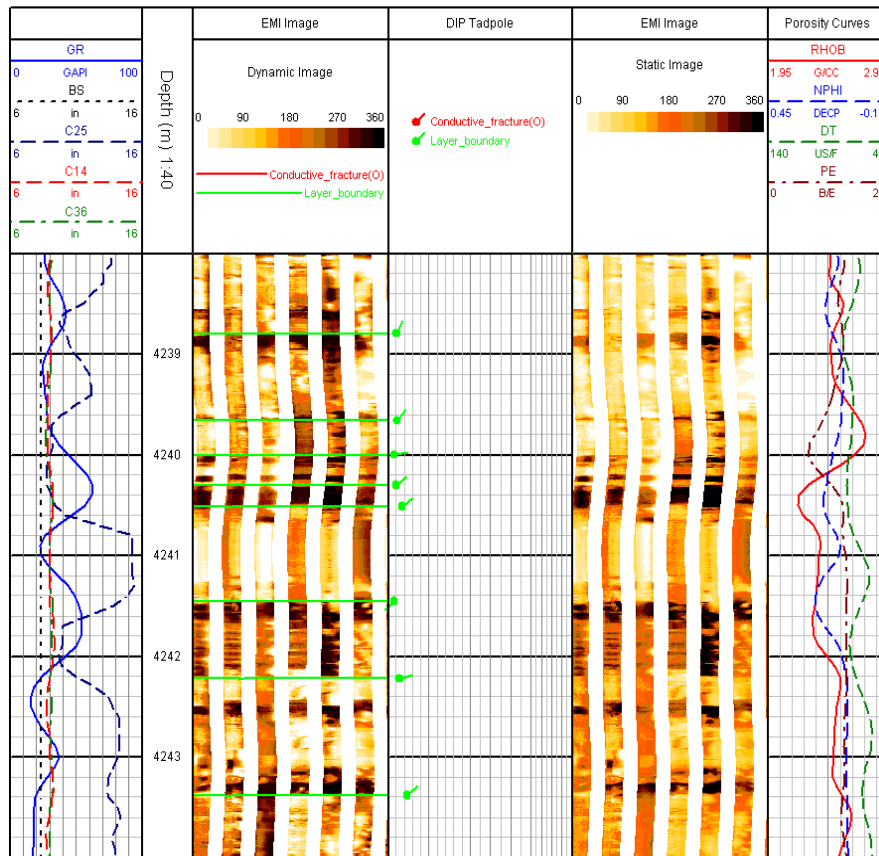 EMI Image DIP Tadpole EMI Image Porosity Curves
GR
0 GAPI 100
BS
6 in 16
C25
6 in 16
C14
6 in 16
C36
6 in 16
Depth (m) 1:40
Dynamic Image
0 90 180 270 360
Conductive_fracture(O)
Layer_boundary
Conductive_fracture(O)
Layer_boundary
Static Image
0 90 180 270 360
RHOB
1.95 G/CC 2.9
NPHI
0.45 DECP -0.1
DT
140 US/F 4
PE
0 B/E 2
4239
4240
4241
4242
4243